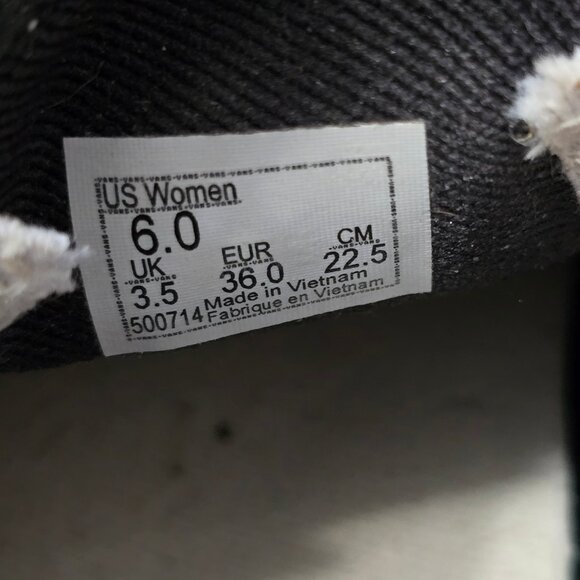 US Women
6.0
UK EUR CM
3.5 36.0 22.5
Made in Vietnam
500714 Fabrique en Vietnam